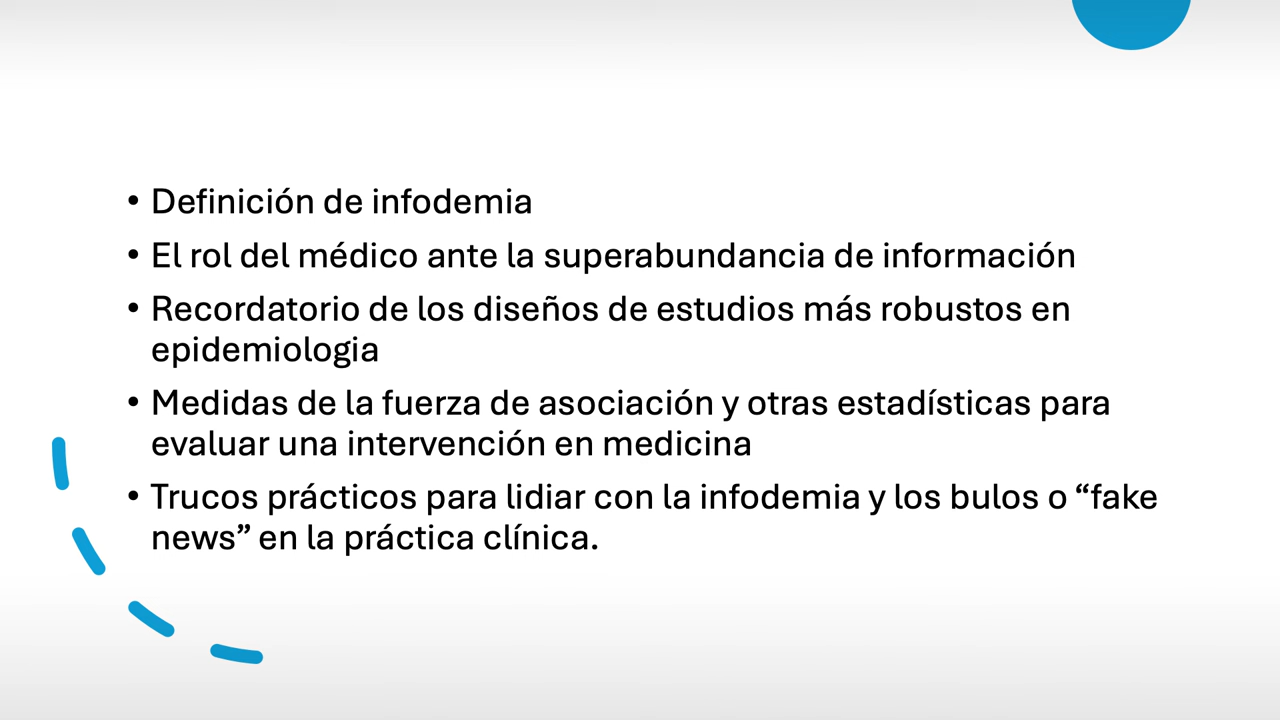 • Definición de infodemia
• El rol del médico ante la superabundancia de información
• Recordatorio de los diseños de estudios más robustos en
epidemiologia
• Medidas de la fuerza de asociación y otras estadísticas para
evaluar una intervención en medicina
• Trucos prácticos para lidiar con la infodemia y los bulos o “fake
news” en la práctica clínica.